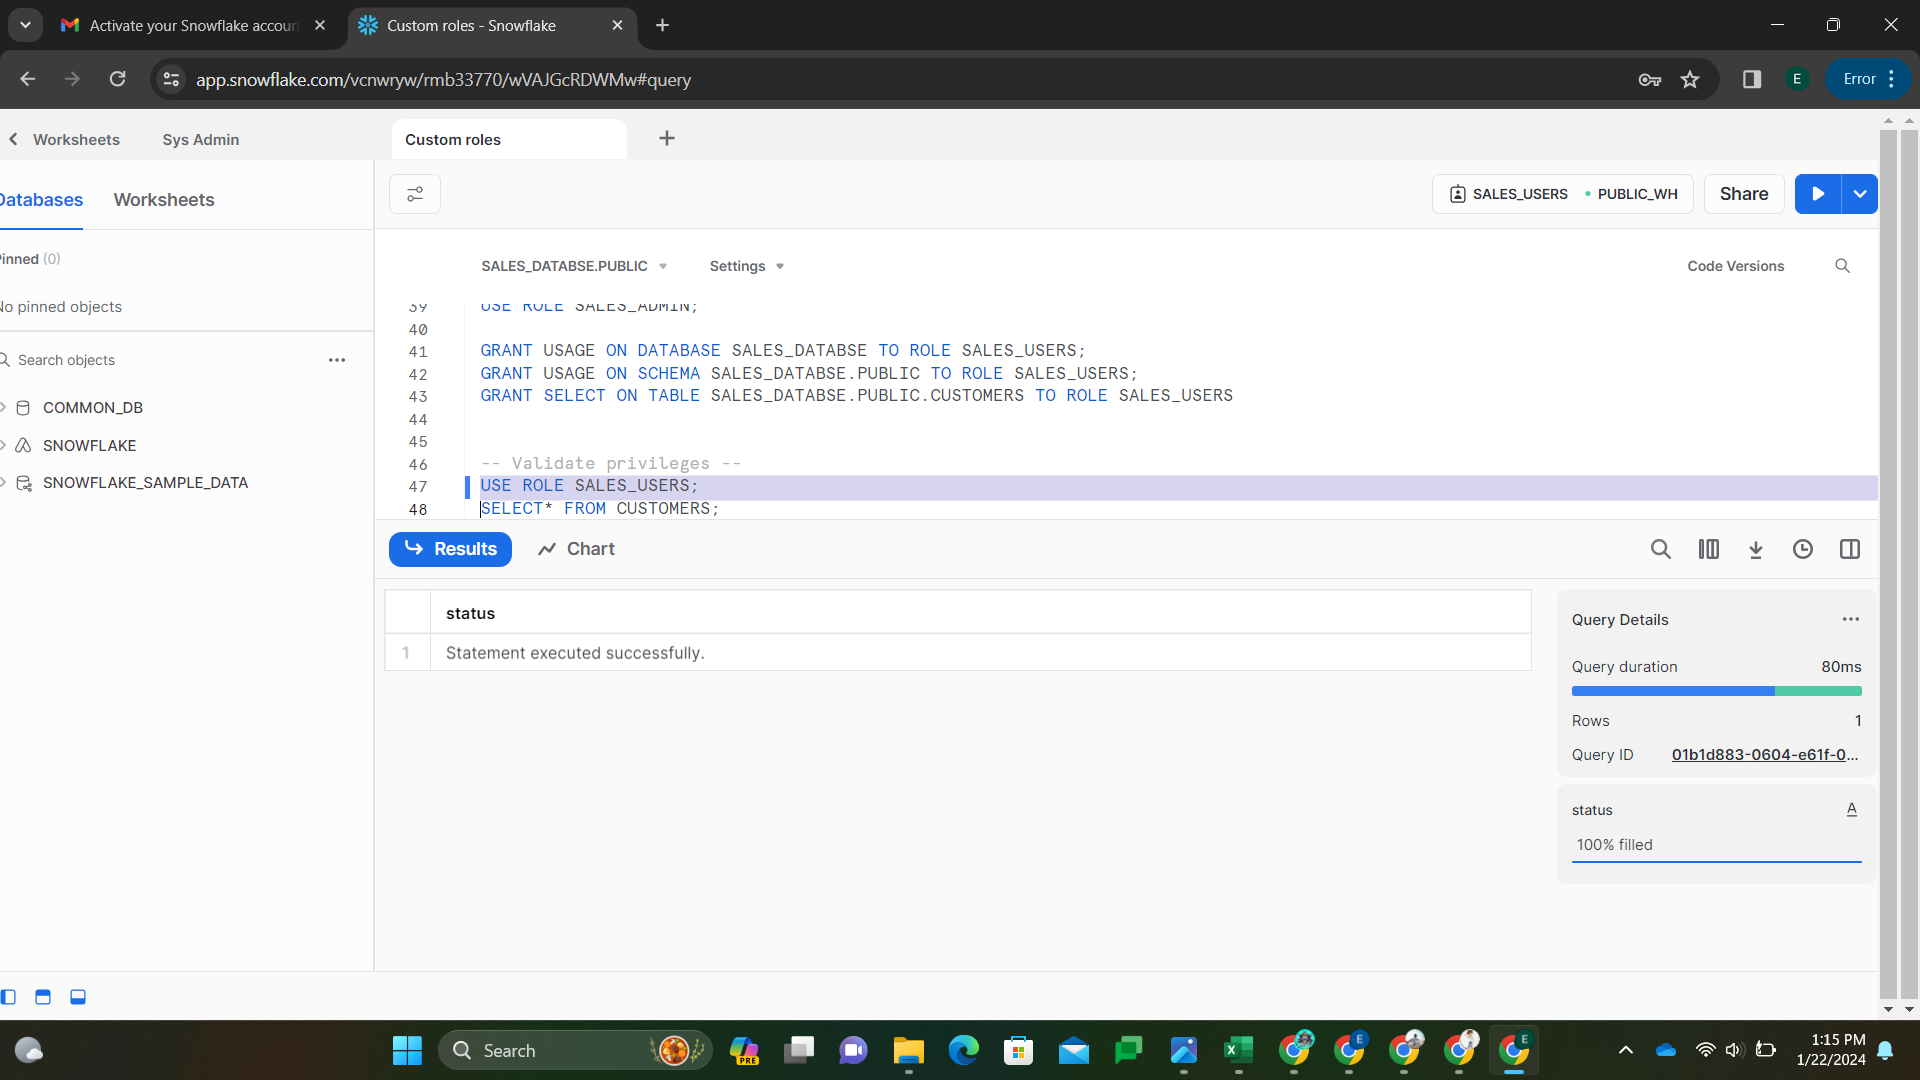 Activate your Snowflake accoun
Custom roles - Snowflake
app.snowflake.com/vcnwryw/rmb33770/wVAJGcRDWMw#query
E
Error
Worksheets
Sys Admin
Custom roles
Databases
Worksheets
SALES_USERS
PUBLIC_WH
Share
Pinned (0)
No pinned objects
Search objects
COMMON_DB
SNOWFLAKE
SNOWFLAKE_SAMPLE_DATA
SALES_DATABSE.PUBLIC
Settings
Code Versions
39 USE ROLE SALES_ADMIN;
40
41 GRANT USAGE ON DATABASE SALES_DATABSE TO ROLE SALES_USERS;
42 GRANT USAGE ON SCHEMA SALES_DATABSE.PUBLIC TO ROLE SALES_USERS;
43 GRANT SELECT ON TABLE SALES_DATABSE.PUBLIC.CUSTOMERS TO ROLE SALES_USERS
44
45
46 -- Validate privileges --
47 USE ROLE SALES_USERS;
48 SELECT* FROM CUSTOMERS;
Results
Chart
status
1 Statement executed successfully.
Query Details
Query duration 80ms
Rows 1
Query ID 01b1d883-0604-e61f-0...
status A
100% filled
Search
PRE
E
E
1:15 PM
1/22/2024